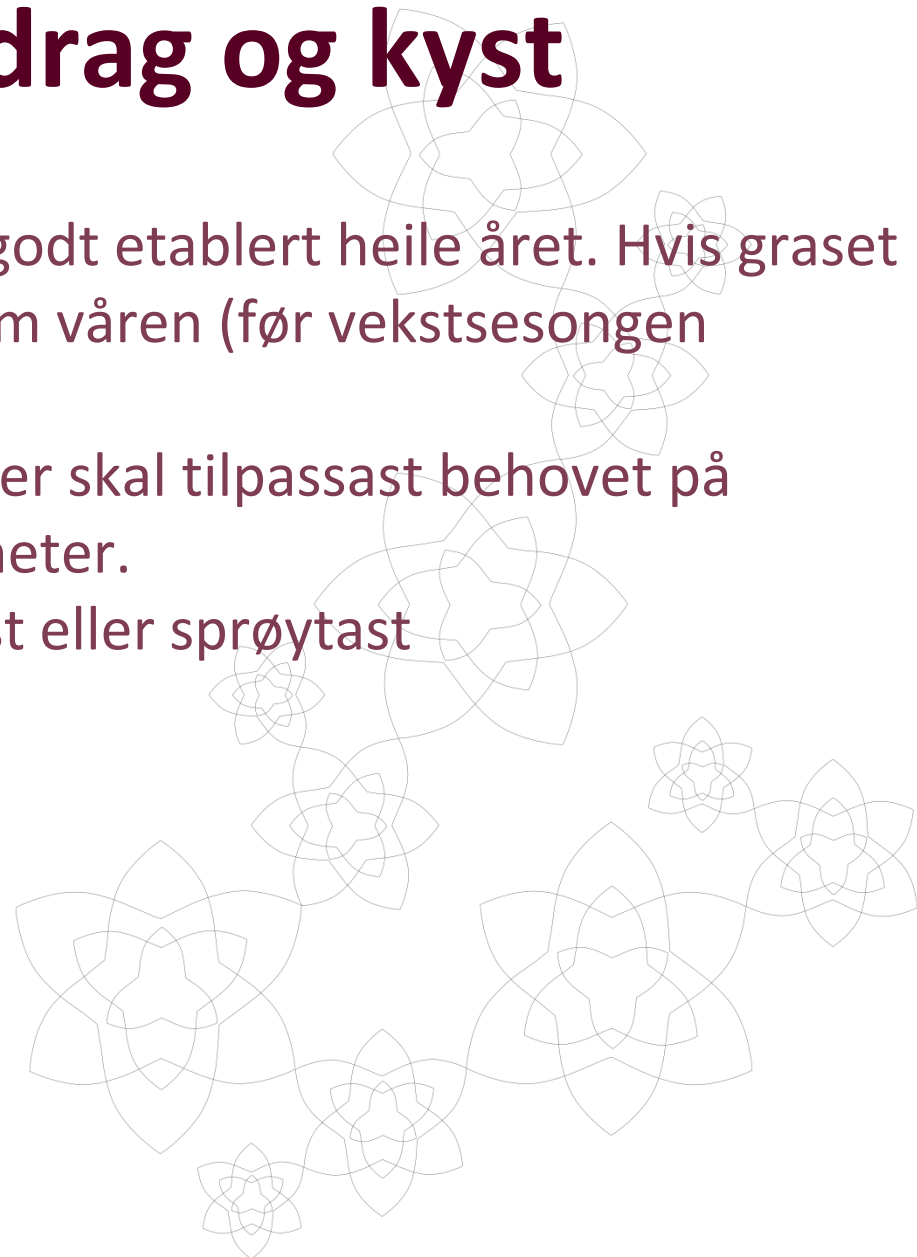 drag og kyst
godt etablert heile året. Hvis graset
m våren (før vekstsesongen
er skal tilpassast behovet på
neter.
st eller sprøytast